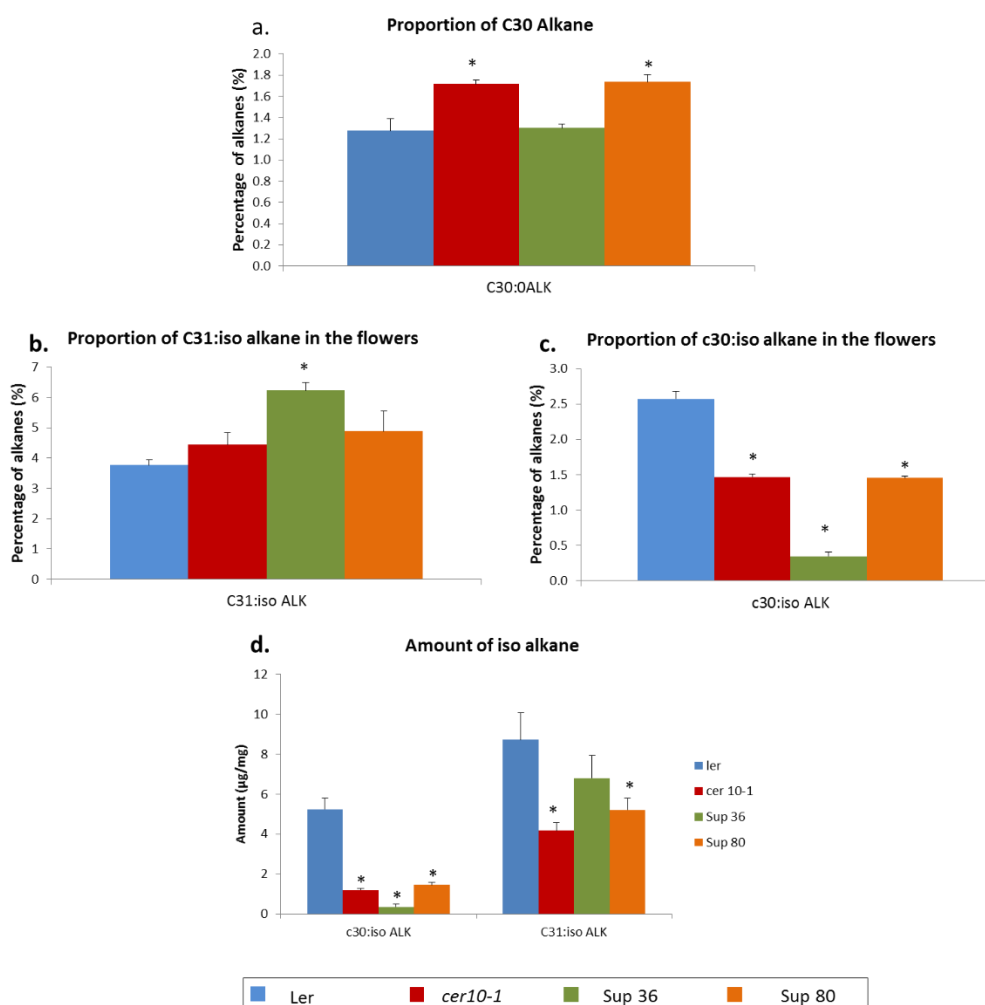 a.
Proportion of C30 Alkane
Percentage of alkanes (%)
2.0
1.8
1.6
1.4
1.2
1.0
0.8
0.6
0.4
0.2
0.0
*
*
C30:0ALK
b.
Proportion of C31:iso alkane in the flowers
Percentage of alkanes (%)
7
6
5
4
3
2
1
0
*
C31:iso ALK
c.
Proportion of c30:iso alkane in the flowers
Percentage of alkanes (%)
3.0
2.5
2.0
1.5
1.0
0.5
0.0
*
*
*
c30:iso ALK
d.
Amount of iso alkane
Amount (µg/mg)
12
10
8
6
4
2
0
*
*
*
*
*
c30:iso ALK
C31:iso ALK
ler
cer 10-1
Sup 36
Sup 80
Ler
cer10-1
Sup 36
Sup 80